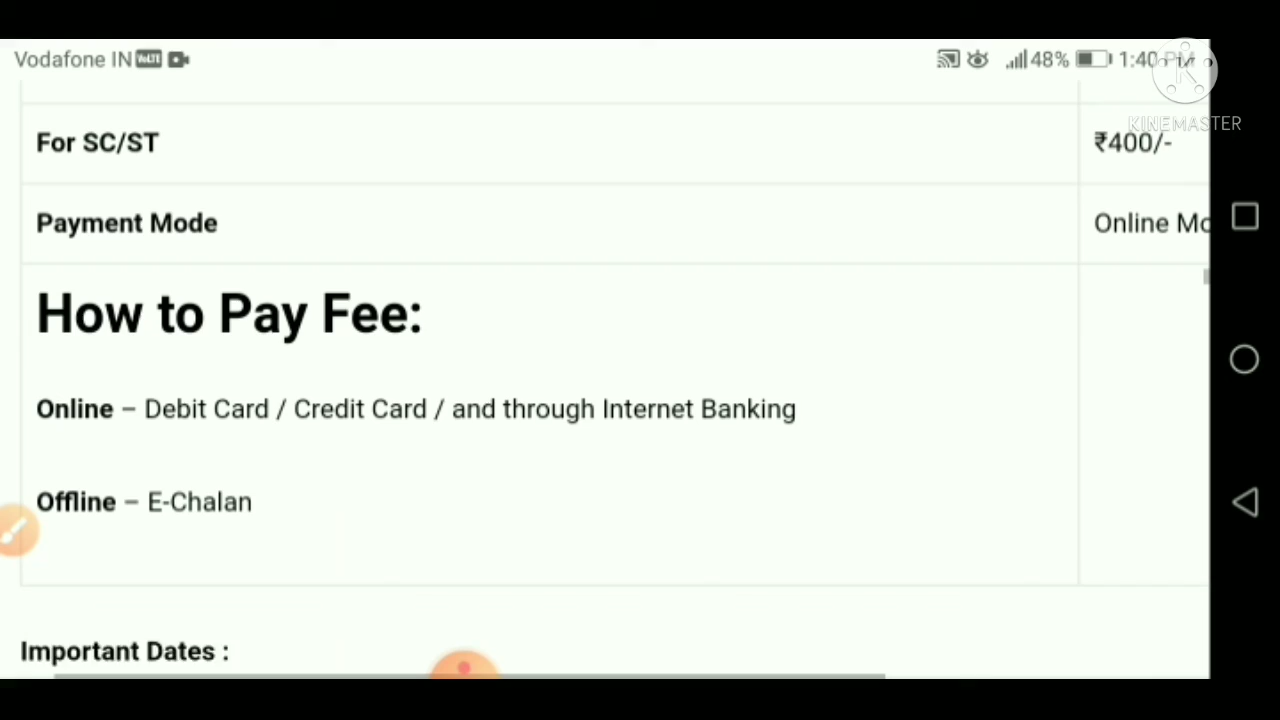 Vodafone IN VoLTE 48% 1:40 PM
KINEMASTER
For SC/ST ₹400/-
Payment Mode Online Mo
How to Pay Fee:
Online – Debit Card / Credit Card / and through Internet Banking
Offline – E-Chalan
Important Dates :